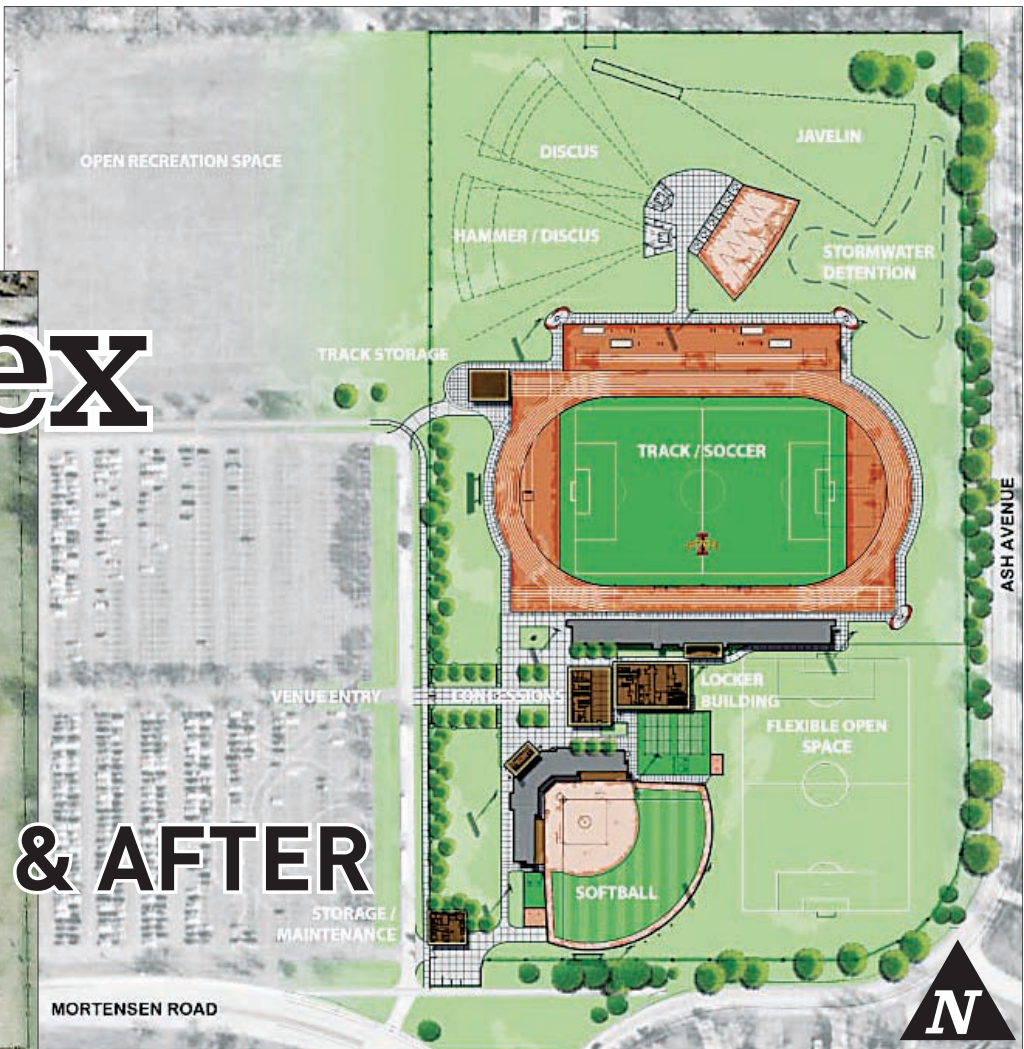 OPEN RECREATION SPACE
DISCUS
JAVELIN
HAMMER / DISCUS
STORMWATER
DETENTION
ex
TRACK STORAGE
TRACK / SOCCER
ASH AVENUE
VENUE ENTRY
CONCESSIONS
LOCKER
BUILDING
FLEXIBLE OPEN
SPACE
& AFTER
SOFTBALL
STORAGE /
MAINTENANCE
MORTENSEN ROAD
N